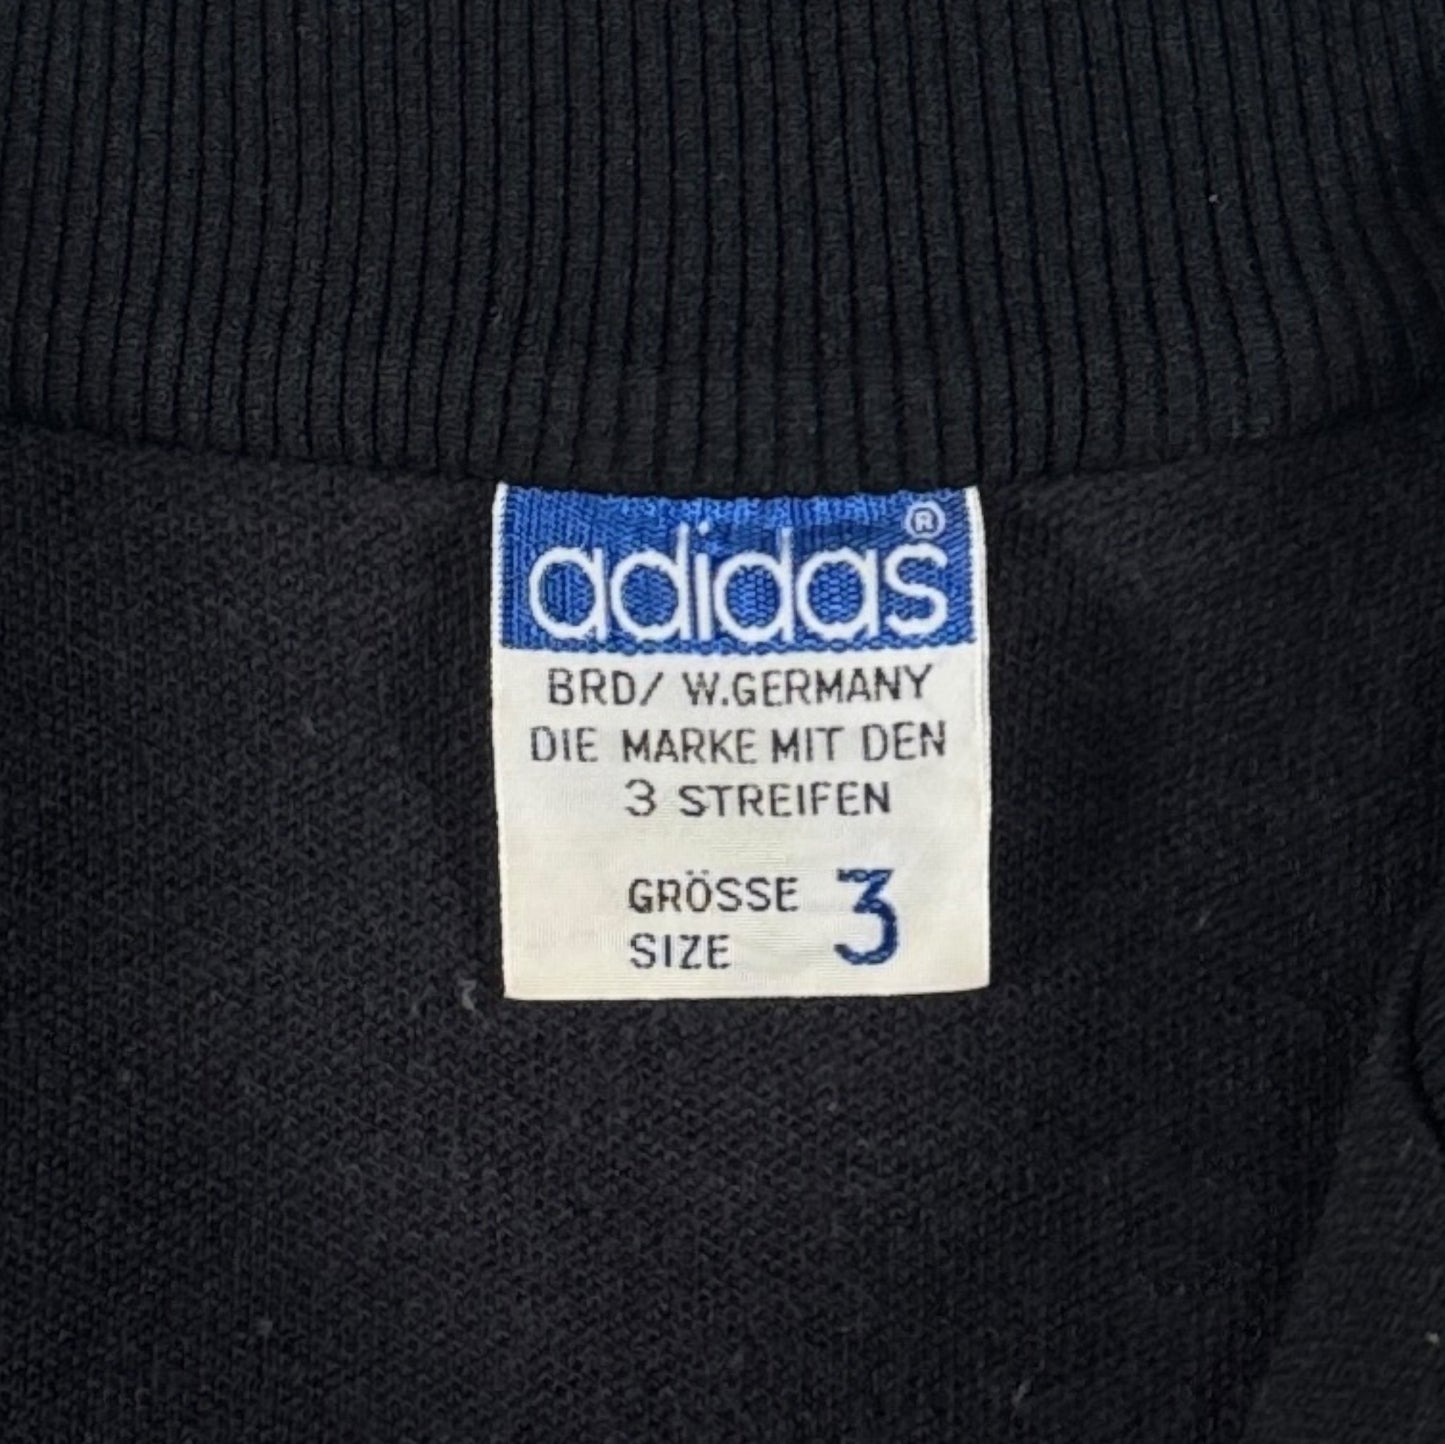 adidas®
BRD/ W.GERMANY
DIE MARKE MIT DEN
3 STREIFEN
GRÖSSE 3
SIZE